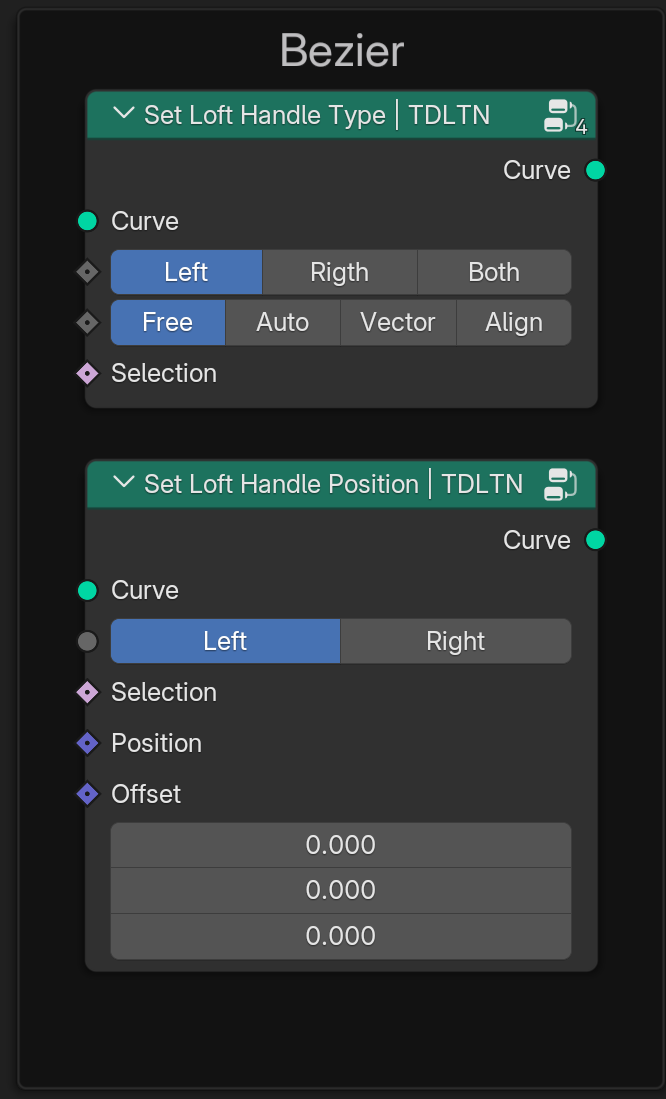 Bezier
Set Loft Handle Type | TDLTN
4
Curve
Curve
Left Rigth Both
Free Auto Vector Align
Selection
Set Loft Handle Position | TDLTN
Curve
Curve
Left Right
Selection
Position
Offset
0.000
0.000
0.000